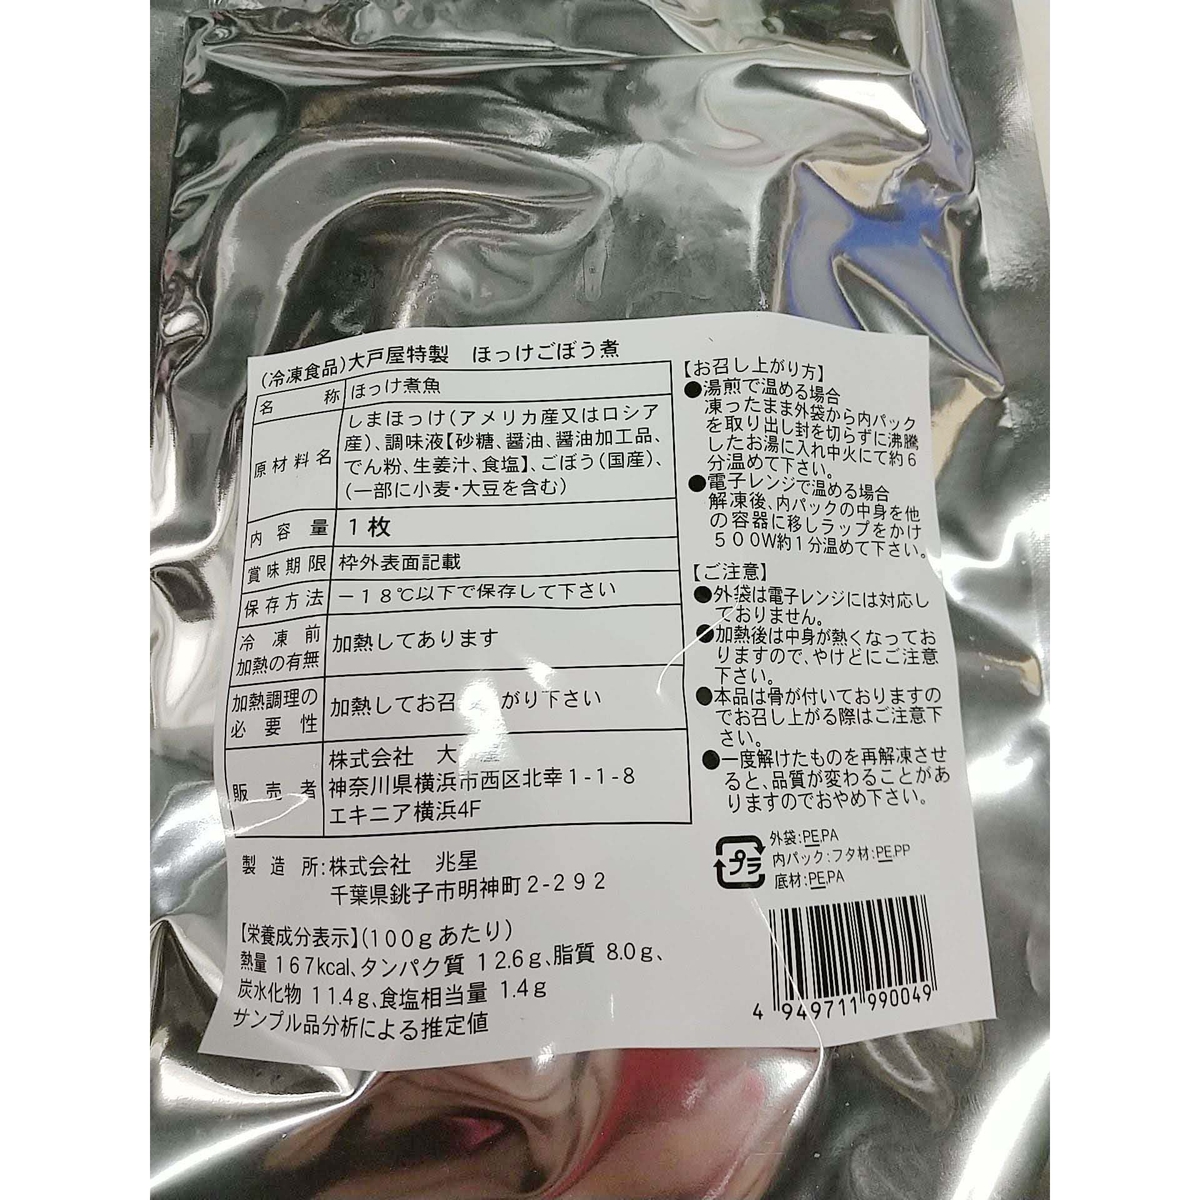 (冷凍食品)大戸屋特製　ほっけごぼう煮
名　称 ほっけ煮魚
原材料名 しまほっけ(アメリカ産又はロシア
産)、調味液【砂糖、醤油、醤油加工品、
でん粉、生姜汁、食塩】、ごぼう(国産)、
(一部に小麦・大豆を含む)
内容量 1枚
賞味期限 枠外表面記載
保存方法 －18℃以下で保存して下さい
冷凍前
加熱の有無 加熱してあります
加熱調理の
必要性 加熱してお召　がり下さい
販売者 株式会社　大
神奈川県横浜市西区北幸1-1-8
エキニア横浜4F
製造所:株式会社　兆星
千葉県銚子市明神町2-292
【栄養成分表示】(100gあたり)
熱量 167kcal、タンパク質 12.6g、脂質 8.0g、
炭水化物 11.4g、食塩相当量 1.4g
サンプル品分析による推定値
【お召し上がり方】
●湯煎で温める場合
凍ったまま外袋から内パック
を取り出し封を切らずに沸騰
したお湯に入れ中火にて約6
分温めて下さい。
●電子レンジで温める場合
解凍後、内パックの中身を他
の容器に移しラップをかけ
500W約1分温めて下さい。
【ご注意】
●外袋は電子レンジには対応し
ておりません。
●加熱後は中身が熱くなってお
りますので、やけどにご注意
下さい。
●本品は骨が付いておりますの
でお召し上がる際はご注意下
さい。
●一度解けたものを再解凍させ
ると、品質が変わることがあ
りますのでおやめ下さい。
プラ
外袋:PE,PA
内パック:フタ材:PE,PP
底材:PE,PA
4 949711 990049